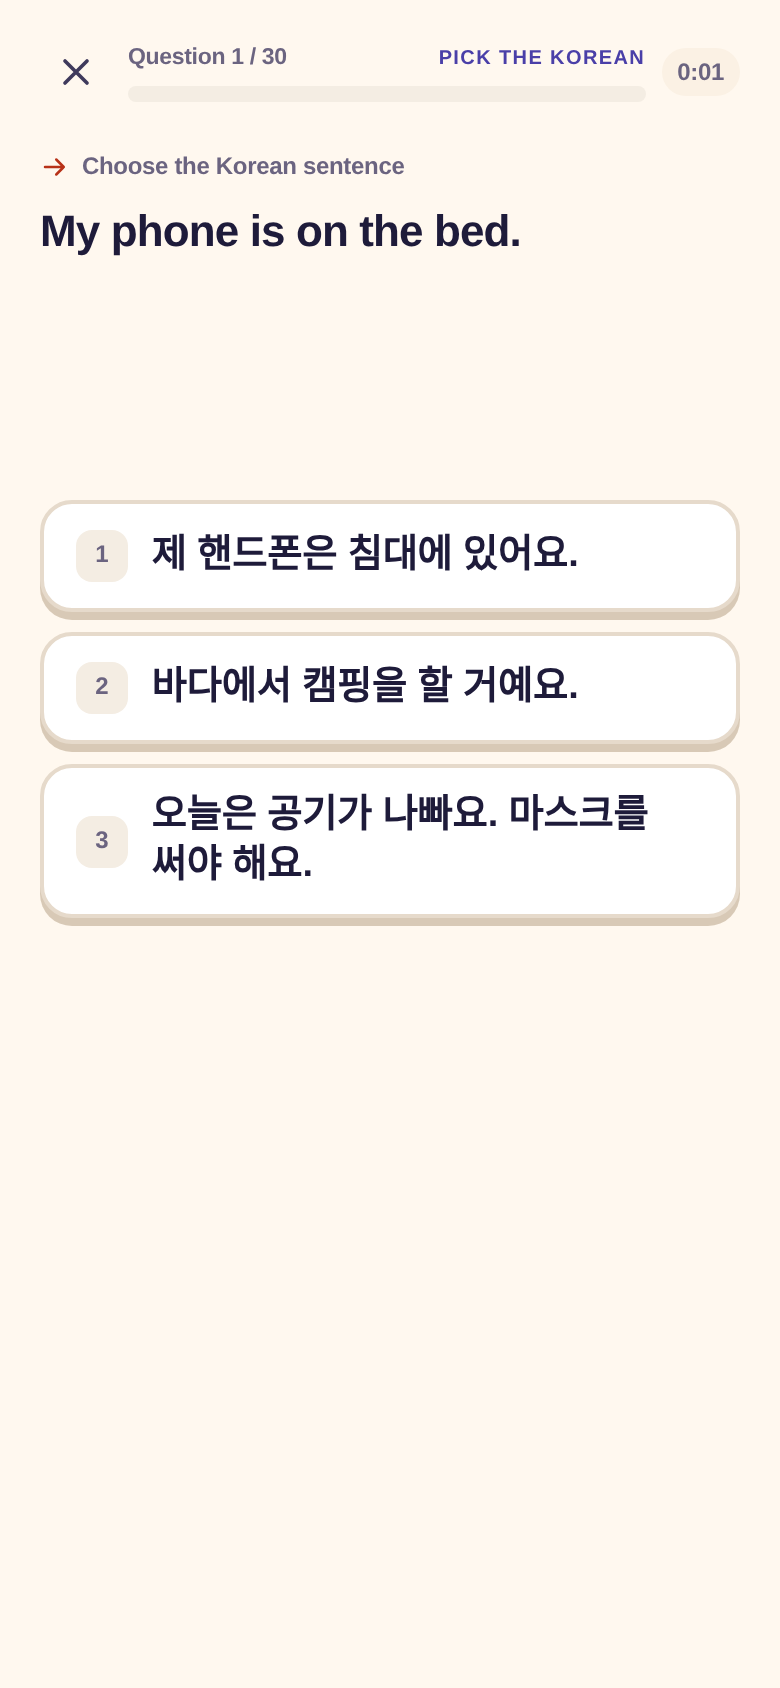 Question 1 / 30
PICK THE KOREAN
0:01
Choose the Korean sentence
My phone is on the bed.
1
제 핸드폰은 침대에 있어요.
2
바다에서 캠핑을 할 거예요.
3
오늘은 공기가 나빠요. 마스크를
써야 해요.